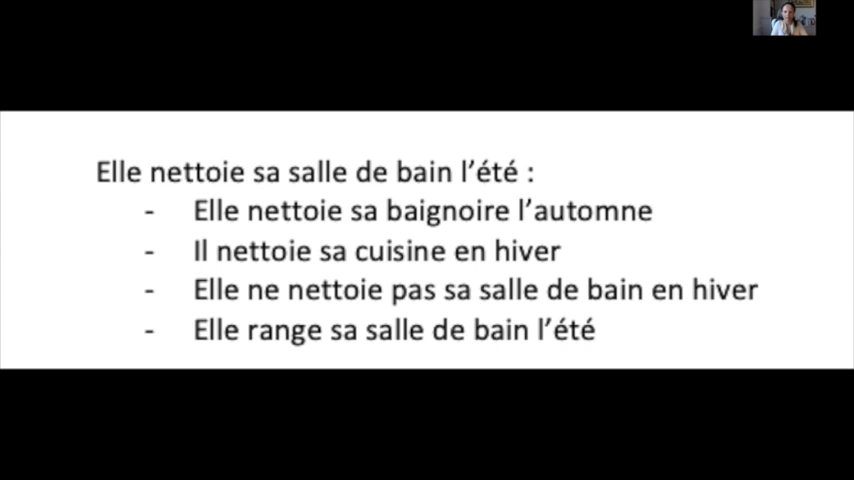 Elle nettoie sa salle de bain l’été :
- Elle nettoie sa baignoire l’automne
- Il nettoie sa cuisine en hiver
- Elle ne nettoie pas sa salle de bain en hiver
- Elle range sa salle de bain l’été